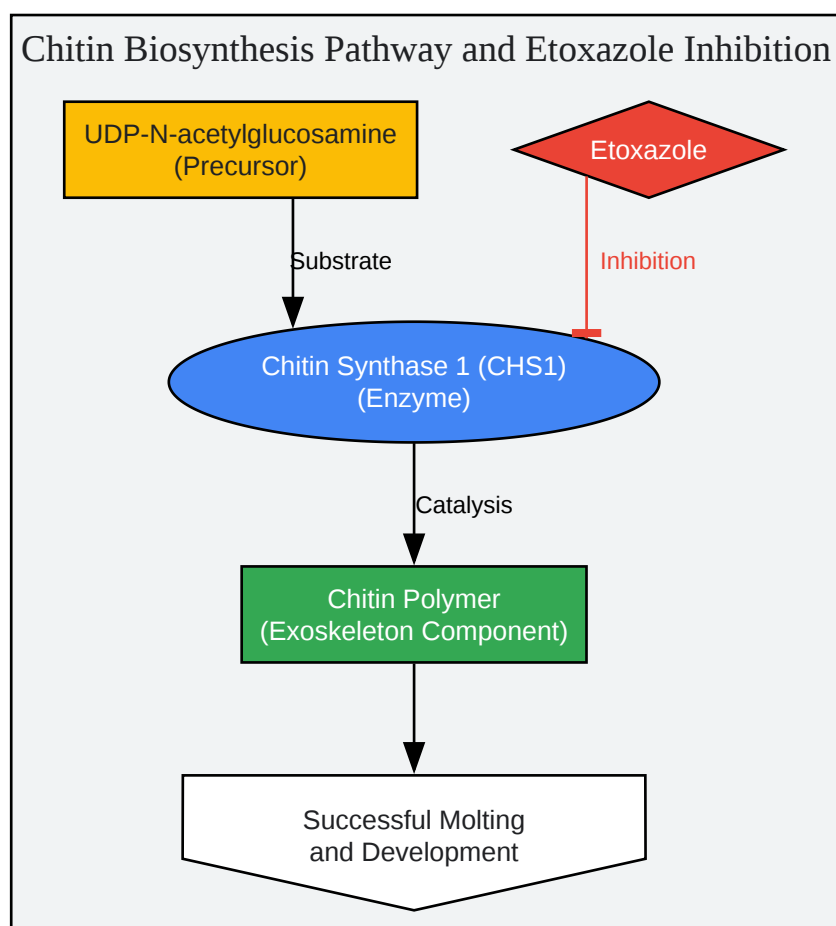 Chitin Biosynthesis Pathway and Etoxazole Inhibition
UDP-N-acetylglucosamine
(Precursor)
Etoxazole
Substrate
Inhibition
Chitin Synthase 1 (CHS1)
(Enzyme)
Catalysis
Chitin Polymer
(Exoskeleton Component)
Successful Molting
and Development